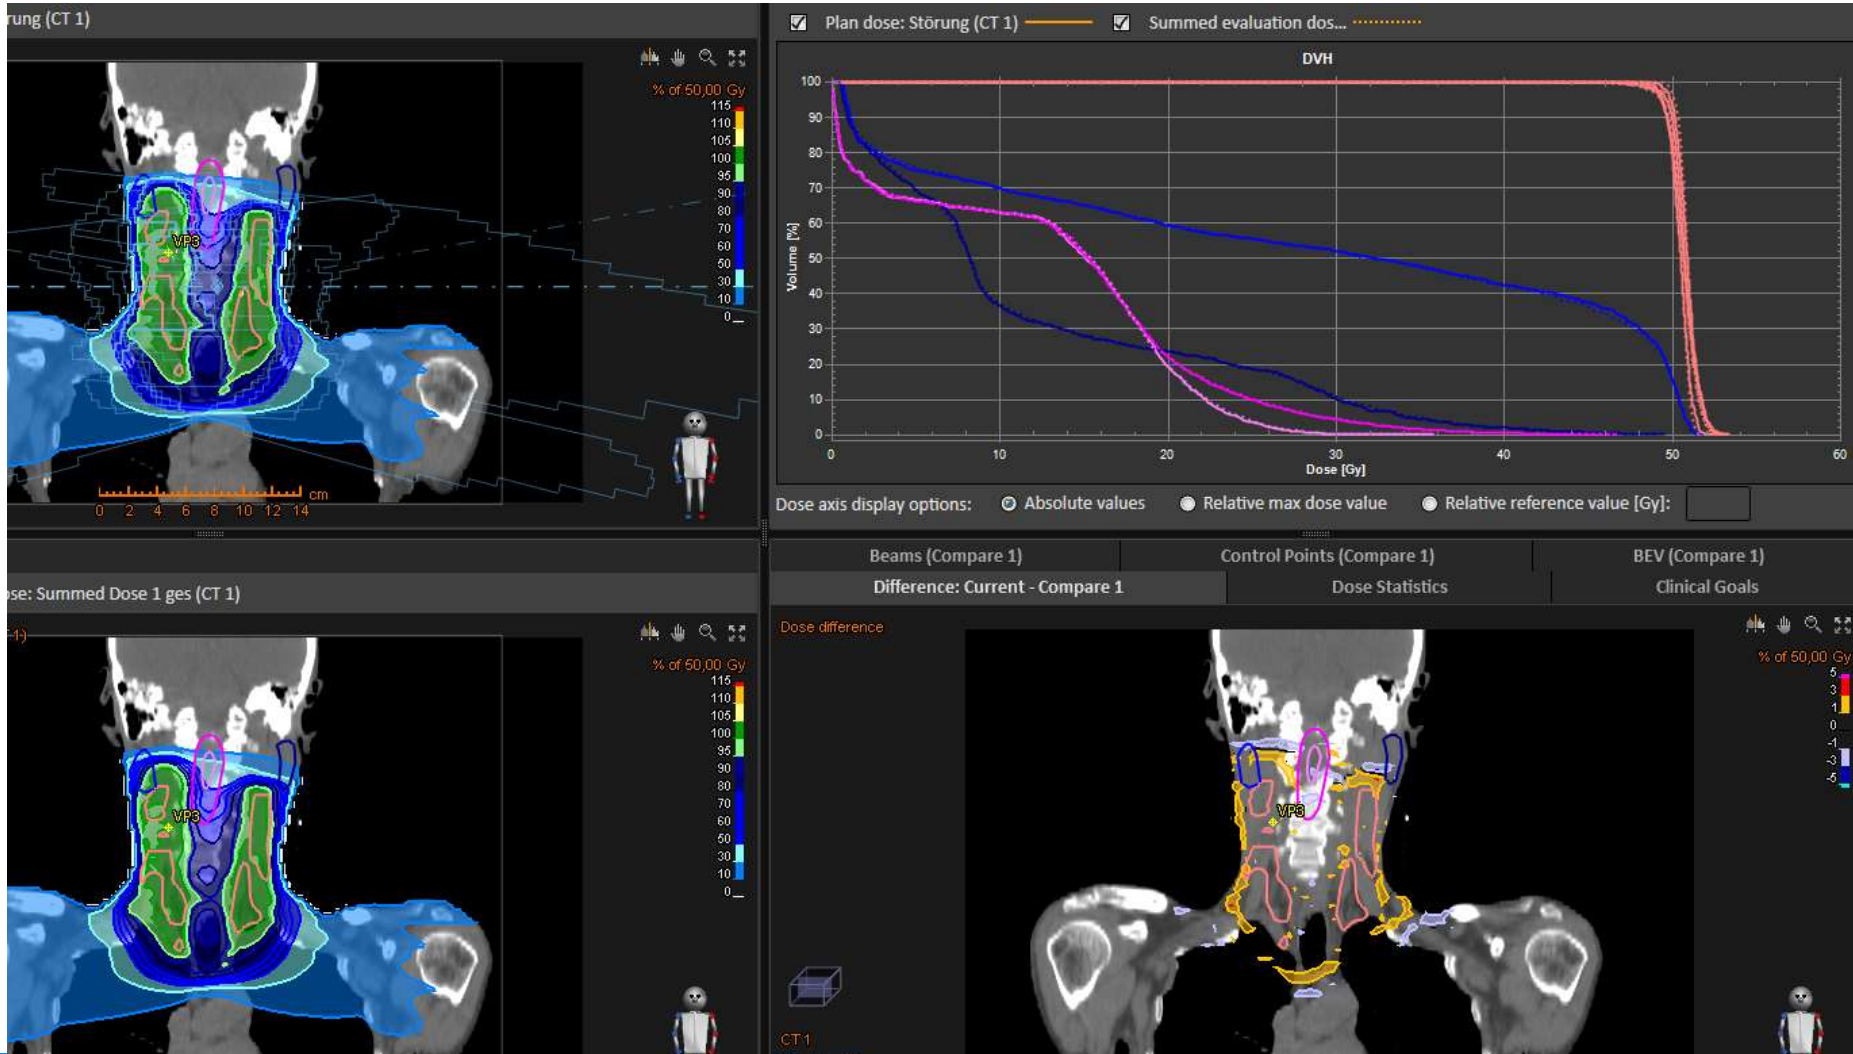 rung (CT 1)
% of 50,00 Gy
115
110
105
100
95
90
80
70
60
50
30
10
0
VP3
cm
0 2 4 6 8 10 12 14
Plan dose: Störung (CT 1)
Summed evaluation dos...
DVH
100
90
80
70
60
50
40
30
20
10
0
Volume [%]
0 10 20 30 40 50 60
Dose [Gy]
Dose axis display options: Absolute values Relative max dose value Relative reference value [Gy]:
ose: Summed Dose 1 ges (CT 1)
% of 50,00 Gy
115
110
105
100
95
90
80
70
60
50
30
10
0
VP3
Beams (Compare 1) Control Points (Compare 1) BEV (Compare 1)
Difference: Current - Compare 1 Dose Statistics Clinical Goals
Dose difference
% of 50,00 Gy
5
3
1
0
-1
-3
-5
VP3
CT 1